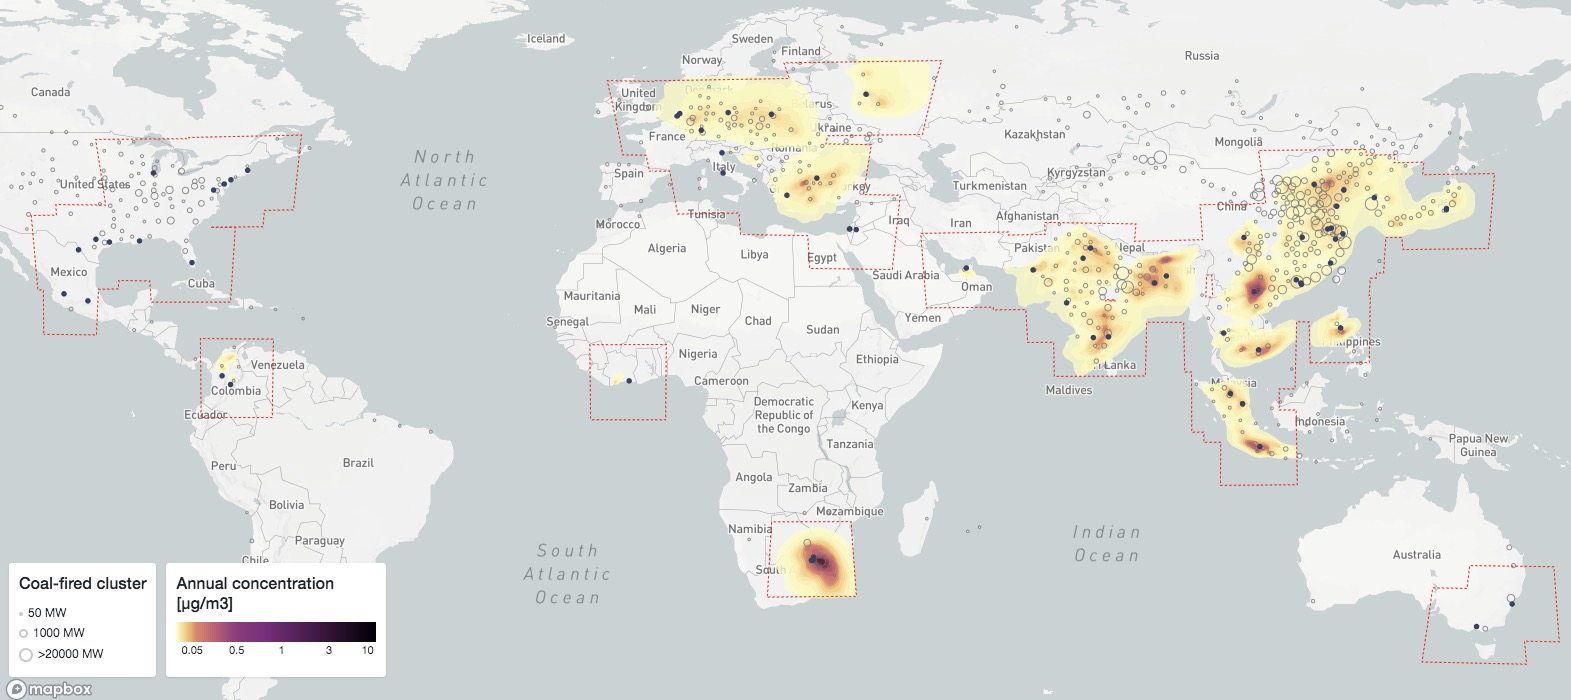 Iceland
Sweden
Finland
Norway
Russia
Canada
United
Kingdom
Denmark
Belarus
Ukraine
France
Kazakhstan
Mongolia
North
Atlantic
Ocean
Romania
Italy
Spain
United States
Turkey
Turkmenistan
Kyrgyzstan
China
Tunisia
Morocco
Iraq
Iran
Afghanistan
Algeria
Libya
Egypt
Pakistan
Nepal
Mexico
Cuba
Saudi Arabia
Oman
Mauritania
Mali
Niger
Chad
Sudan
Yemen
Senegal
Nigeria
Ethiopia
Philippines
Venezuela
Colombia
Cameroon
Sri Lanka
Maldives
Malaysia
Ecuador
Democratic
Republic of
the Congo
Kenya
Indonesia
Peru
Brazil
Tanzania
Papua New
Guinea
Angola
Zambia
Bolivia
Mozambique
Namibia
Paraguay
Chile
South
Atlantic
Ocean
South
Indian
Ocean
Australia
Coal-fired cluster
50 MW
1000 MW
>20000 MW
Annual concentration
[µg/m3]
0.05 0.5 1 3 10
mapbox